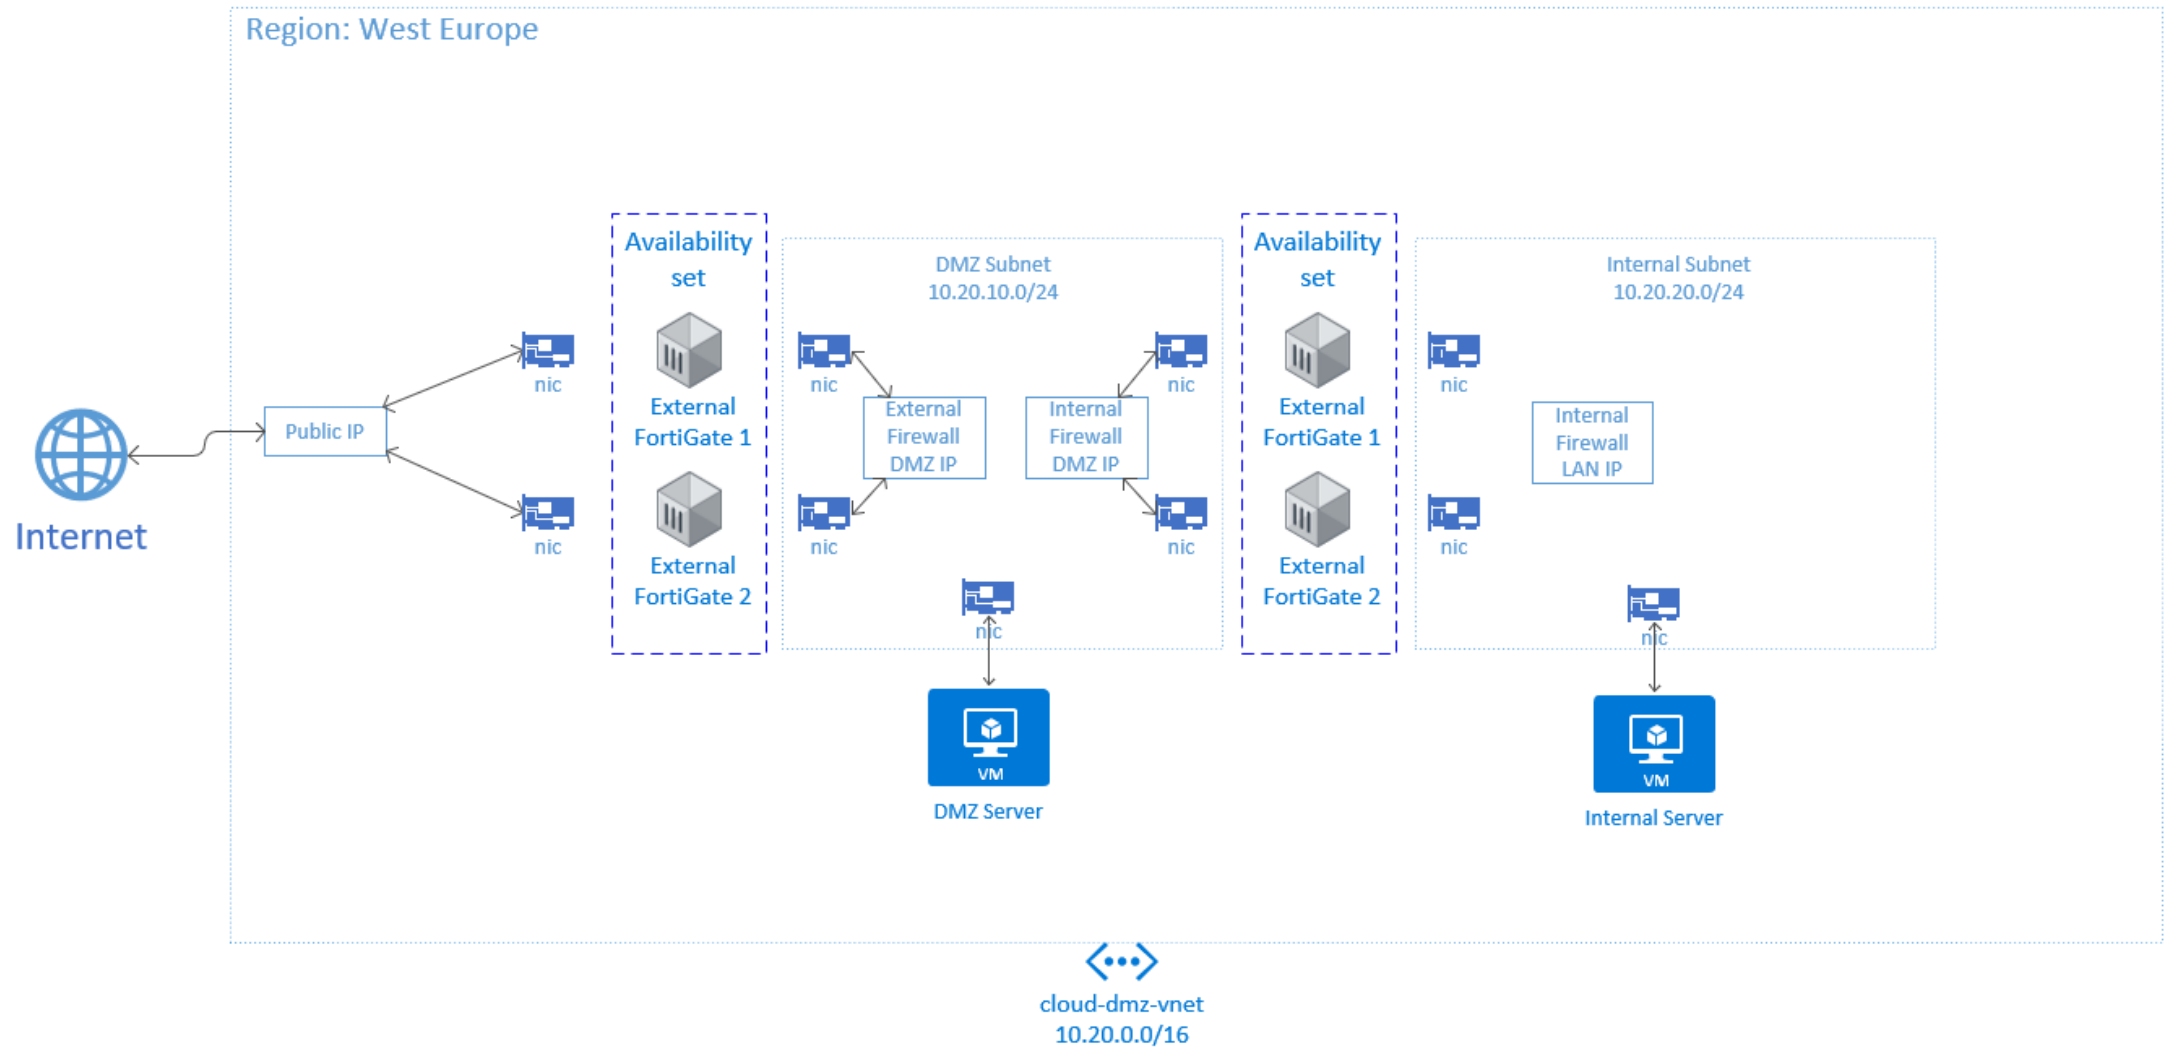 Region: West Europe
Internet
Public IP
nic
nic
Availability
set
External
FortiGate 1
External
FortiGate 2
DMZ Subnet
10.20.10.0/24
nic
nic
External
Firewall
DMZ IP
Internal
Firewall
DMZ IP
nic
nic
nic
VM
DMZ Server
Availability
set
External
FortiGate 1
External
FortiGate 2
Internal Subnet
10.20.20.0/24
nic
nic
Internal
Firewall
LAN IP
nic
VM
Internal Server
cloud-dmz-vnet
10.20.0.0/16